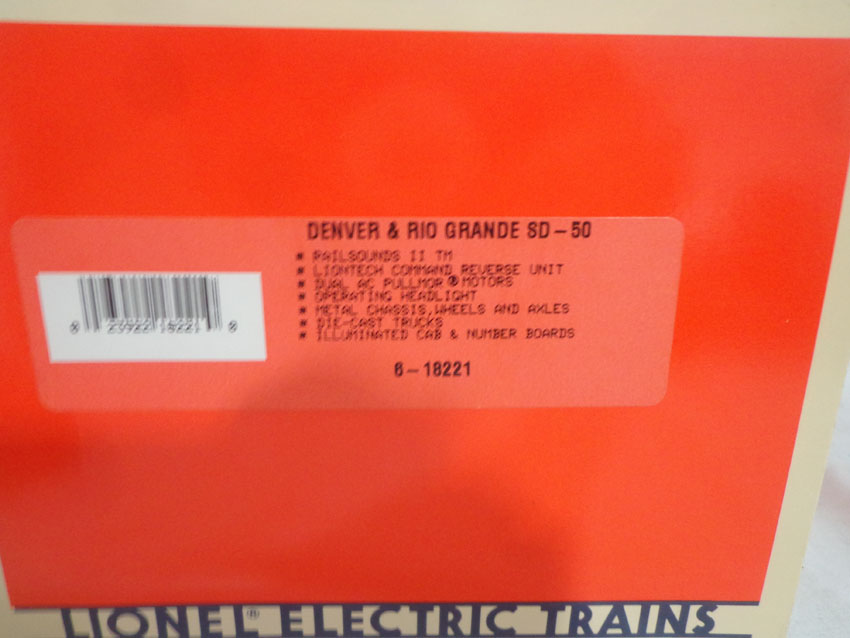 DENVER & RIO GRANDE SD-50
* RAILSOUNDS II TM
* LIONTECH COMMAND REVERSE UNIT
* DUAL AC PULLMOR ® MOTORS
* OPERATING HEADLIGHT
* METAL CHASSIS,WHEELS AND AXLES
* DIE-CAST TRUCKS
* ILLUMINATED CAB & NUMBER BOARDS
6-18221
LIONEL® ELECTRIC TRAINS